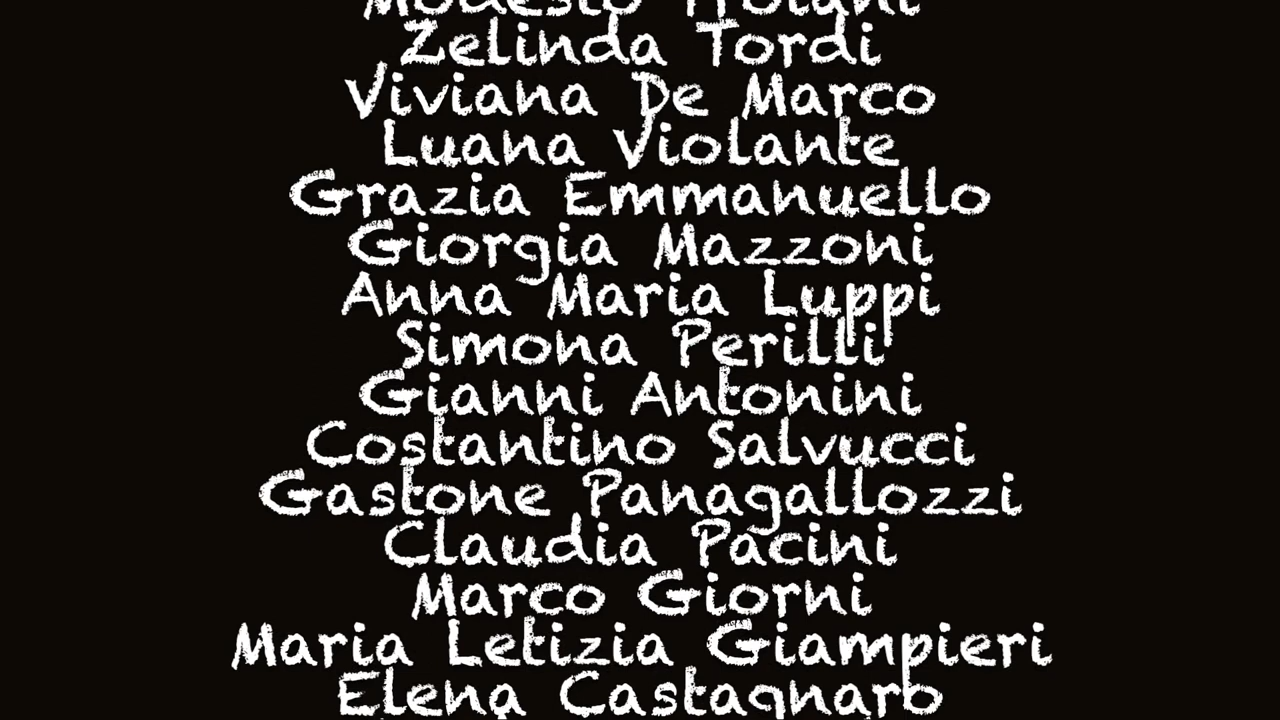 Modesto
Zelinda Tordi
Viviana De Marco
Luana Violante
Grazia Emmanuello
Giorgia Mazzoni
Anna Maria Luppi
Simona Perilli
Gianni Antonini
Costantino Salvucci
Gastone Panagallozzi
Claudia Pacini
Marco Giorni
Maria Letizia Giampieri
Elena Castagnaro